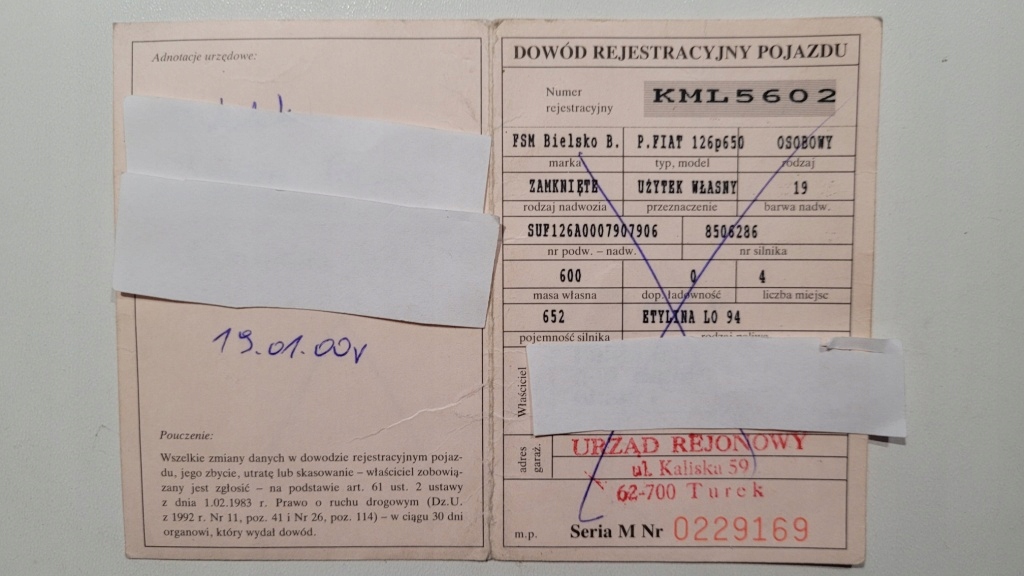 Adnotacje urzędowe:
19.01.00r
Pouczenie:
Wszelkie zmiany danych w dowodzie rejestracyjnym pojaz-
du, jego zbycie, utratę lub skasowanie – właściciel zobowią-
zany jest zgłosić – na podstawie art. 61 ust. 2 ustawy
z dnia 1.02.1983 r. Prawo o ruchu drogowym (Dz.U.
z 1992 r. Nr 11, poz. 41 i Nr 26, poz. 114) – w ciągu 30 dni
organowi, który wydał dowód.
DOWÓD REJESTRACYJNY POJAZDU
Numer
rejestracyjny
KML5602
FSM Bielsko B. P.FIAT 126p650 OSOBOWY
marka typ, model rodzaj
ZAMKNIĘTE UŻYTEK WŁASNY 19
rodzaj nadwozia przeznaczenie barwa nadw.
SUF126A0007907906 8506286
nr podw. – nadw. nr silnika
600 0 4
masa własna dop. ładowność liczba miejsc
652 ETYLINA LO 94
pojemność silnika
Właściciel
adres
garaż.
URZĄD REJONOWY
ul. Kaliska 59
62-700 Turek
m.p. Seria M Nr 0229169